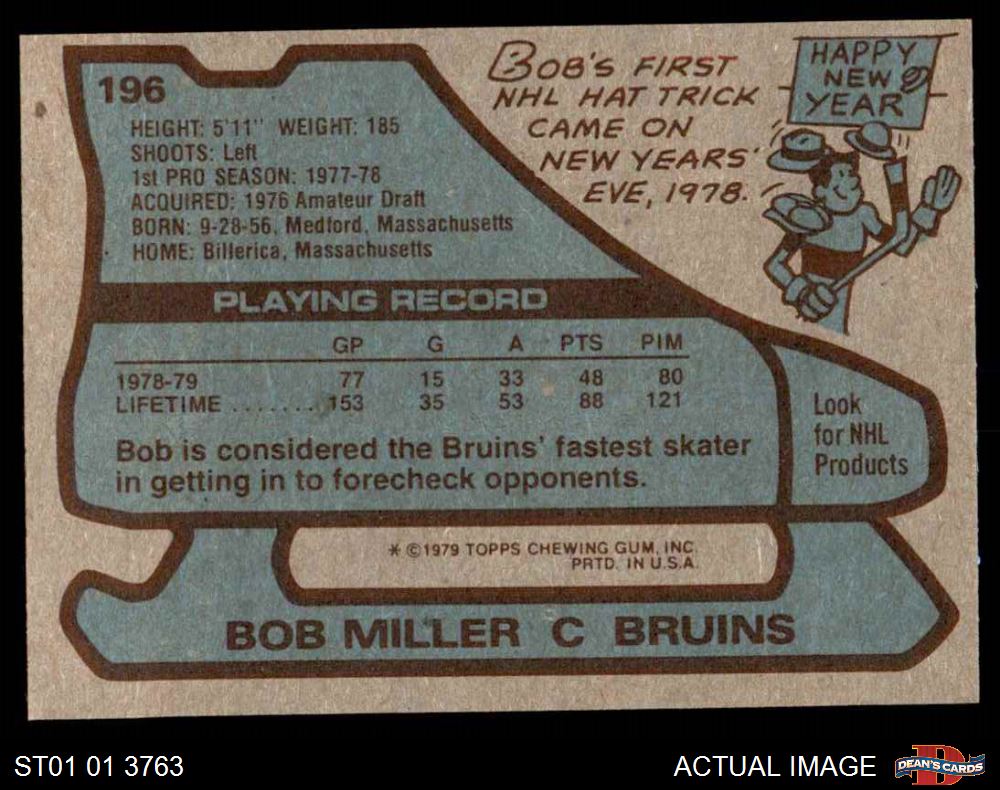 196
HEIGHT: 5'11" WEIGHT: 185
SHOOTS: Left
1st PRO SEASON: 1977-78
ACQUIRED: 1976 Amateur Draft
BORN: 9-28-56, Medford, Massachusetts
HOME: Billerica, Massachusetts
BOB'S FIRST
NHL HAT TRICK
CAME ON
NEW YEARS'
EVE, 1978.
HAPPY
NEW
YEAR
PLAYING RECORD
GP G A PTS PIM
1978-79 77 15 33 48 80
LIFETIME ....... 153 35 53 88 121
Bob is considered the Bruins' fastest skater
in getting in to forecheck opponents.
Look
for NHL
Products
* ©1979 TOPPS CHEWING GUM, INC.
PRTD. IN U.S.A.
BOB MILLER C BRUINS
ST01 01 3763
ACTUAL IMAGE
D
DEAN'S CARDS